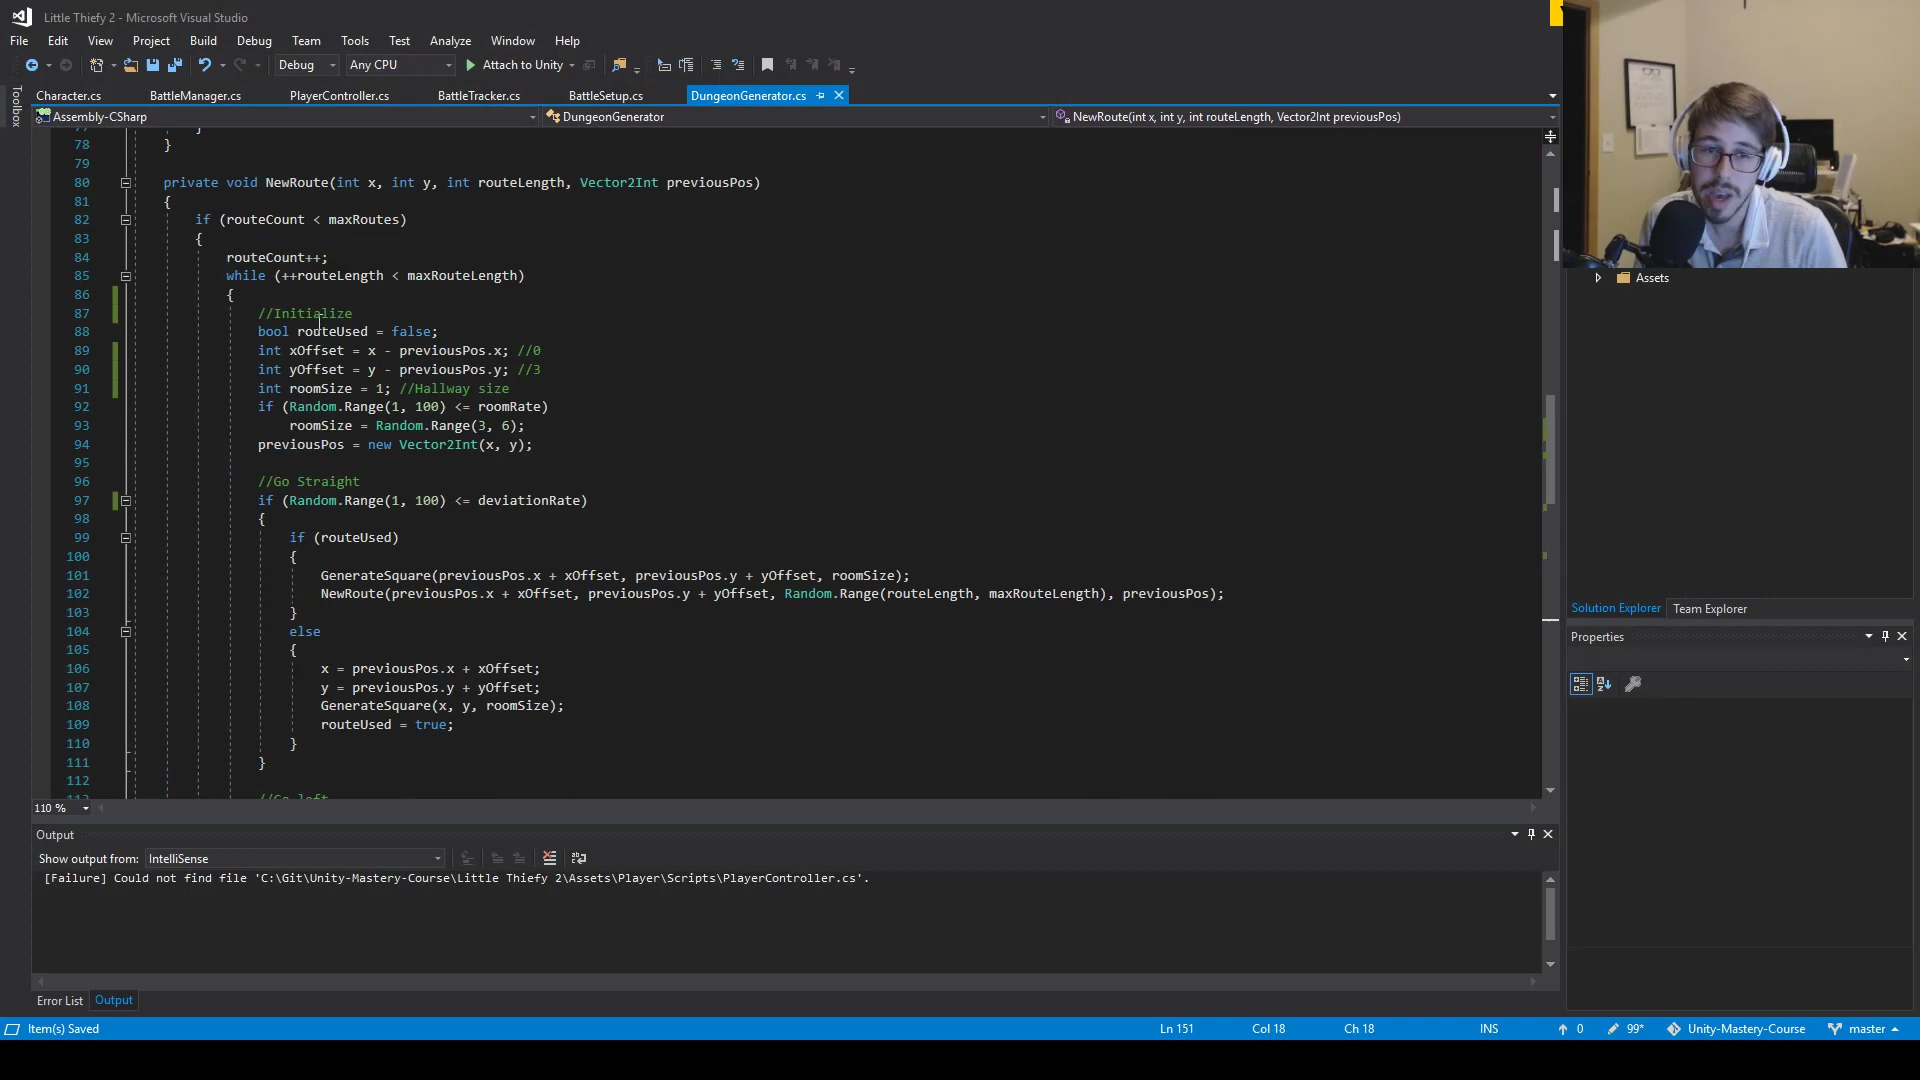 Little Thiefy 2 - Microsoft Visual Studio
File Edit View Project Build Debug Team Tools Test Analyze Window Help
Debug Any CPU Attach to Unity
Toolbox
Character.cs BattleManager.cs PlayerController.cs BattleTracker.cs BattleSetup.cs DungeonGenerator.cs
Assembly-CSharp DungeonGenerator NewRoute(int x, int y, int routeLength, Vector2Int previousPos)
77 }
78 }
79
80 private void NewRoute(int x, int y, int routeLength, Vector2Int previousPos)
81 {
82 if (routeCount < maxRoutes)
83 {
84 routeCount++;
85 while (++routeLength < maxRouteLength)
86 {
87 //Initialize
88 bool routeUsed = false;
89 int xOffset = x - previousPos.x; //0
90 int yOffset = y - previousPos.y; //3
91 int roomSize = 1; //Hallway size
92 if (Random.Range(1, 100) <= roomRate)
93 roomSize = Random.Range(3, 6);
94 previousPos = new Vector2Int(x, y);
95
96 //Go Straight
97 if (Random.Range(1, 100) <= deviationRate)
98 {
99 if (routeUsed)
100 {
101 GenerateSquare(previousPos.x + xOffset, previousPos.y + yOffset, roomSize);
102 NewRoute(previousPos.x + xOffset, previousPos.y + yOffset, Random.Range(routeLength, maxRouteLength), previousPos);
103 }
104 else
105 {
106 x = previousPos.x + xOffset;
107 y = previousPos.y + yOffset;
108 GenerateSquare(x, y, roomSize);
109 routeUsed = true;
110 }
111 }
112
113 //Go left
110 %
Assets
Solution Explorer Team Explorer
Properties
Output
Show output from: IntelliSense
[Failure] Could not find file 'C:\Git\Unity-Mastery-Course\Little Thiefy 2\Assets\Player\Scripts\PlayerController.cs'.
Error List Output
Item(s) Saved Ln 151 Col 18 Ch 18 INS 0 99* Unity-Mastery-Course master